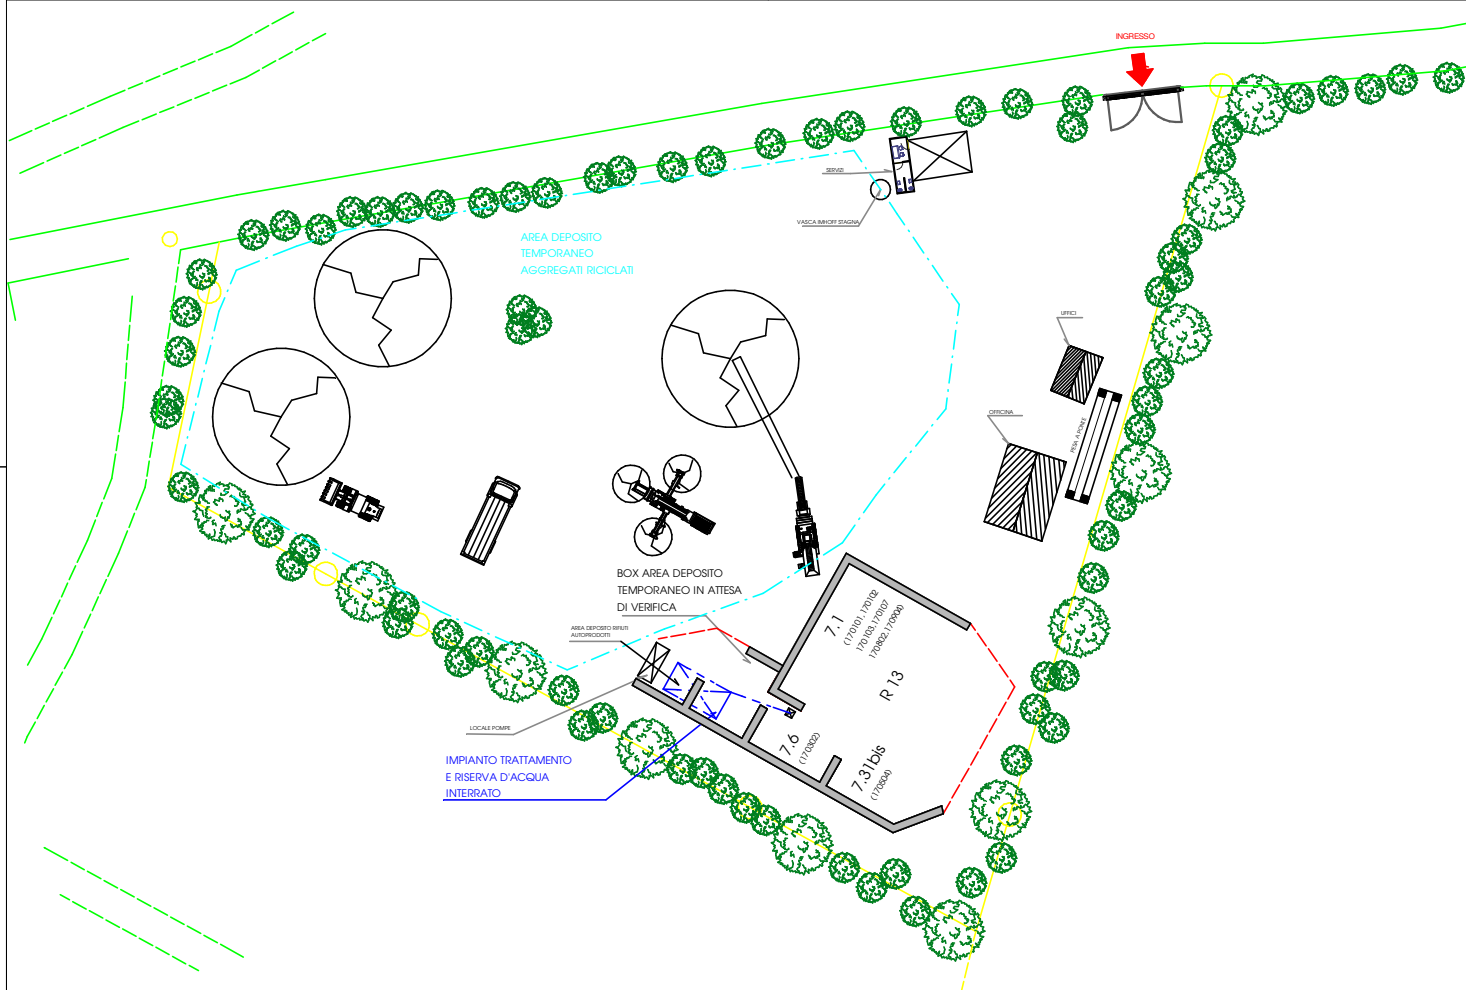 INGRESSO
SERVIZI
VASCA IMHOFF STAGNA
AREA DEPOSITO
TEMPORANEO
AGGREGATI RICICLATI
UFFICI
OFFICINA
PESA A PONTE
BOX AREA DEPOSITO
TEMPORANEO IN ATTESA
DI VERIFICA
AREA DEPOSITO RIFIUTI
AUTOPRODOTTI
LOCALE POMPE
IMPIANTO TRATTAMENTO
E RISERVA D'ACQUA
INTERRATO
7.1
(170101,170102
170103,170107
170802,170904)
R 13
7.6
(170302)
7.31bis
(170504)